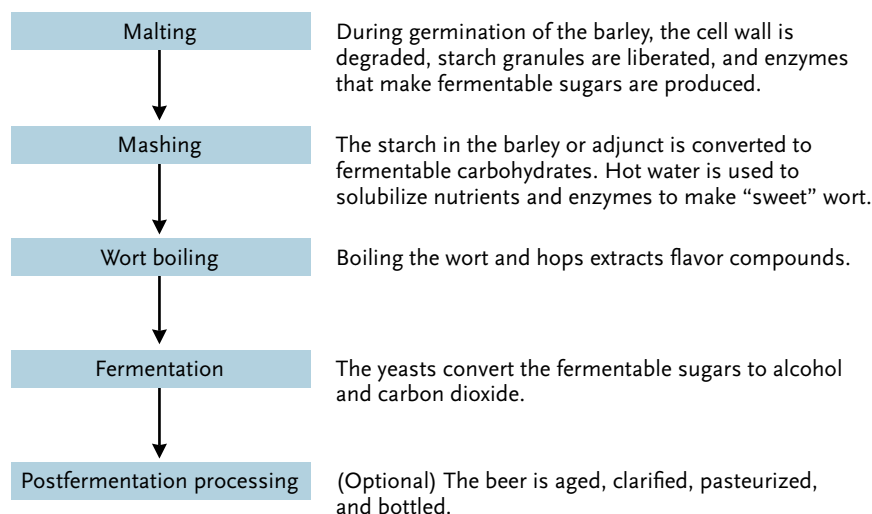 Malting
During germination of the barley, the cell wall is
degraded, starch granules are liberated, and enzymes
that make fermentable sugars are produced.
Mashing
The starch in the barley or adjunct is converted to
fermentable carbohydrates. Hot water is used to
solubilize nutrients and enzymes to make “sweet” wort.
Wort boiling
Boiling the wort and hops extracts flavor compounds.
Fermentation
The yeasts convert the fermentable sugars to alcohol
and carbon dioxide.
Postfermentation processing
(Optional) The beer is aged, clarified, pasteurized,
and bottled.